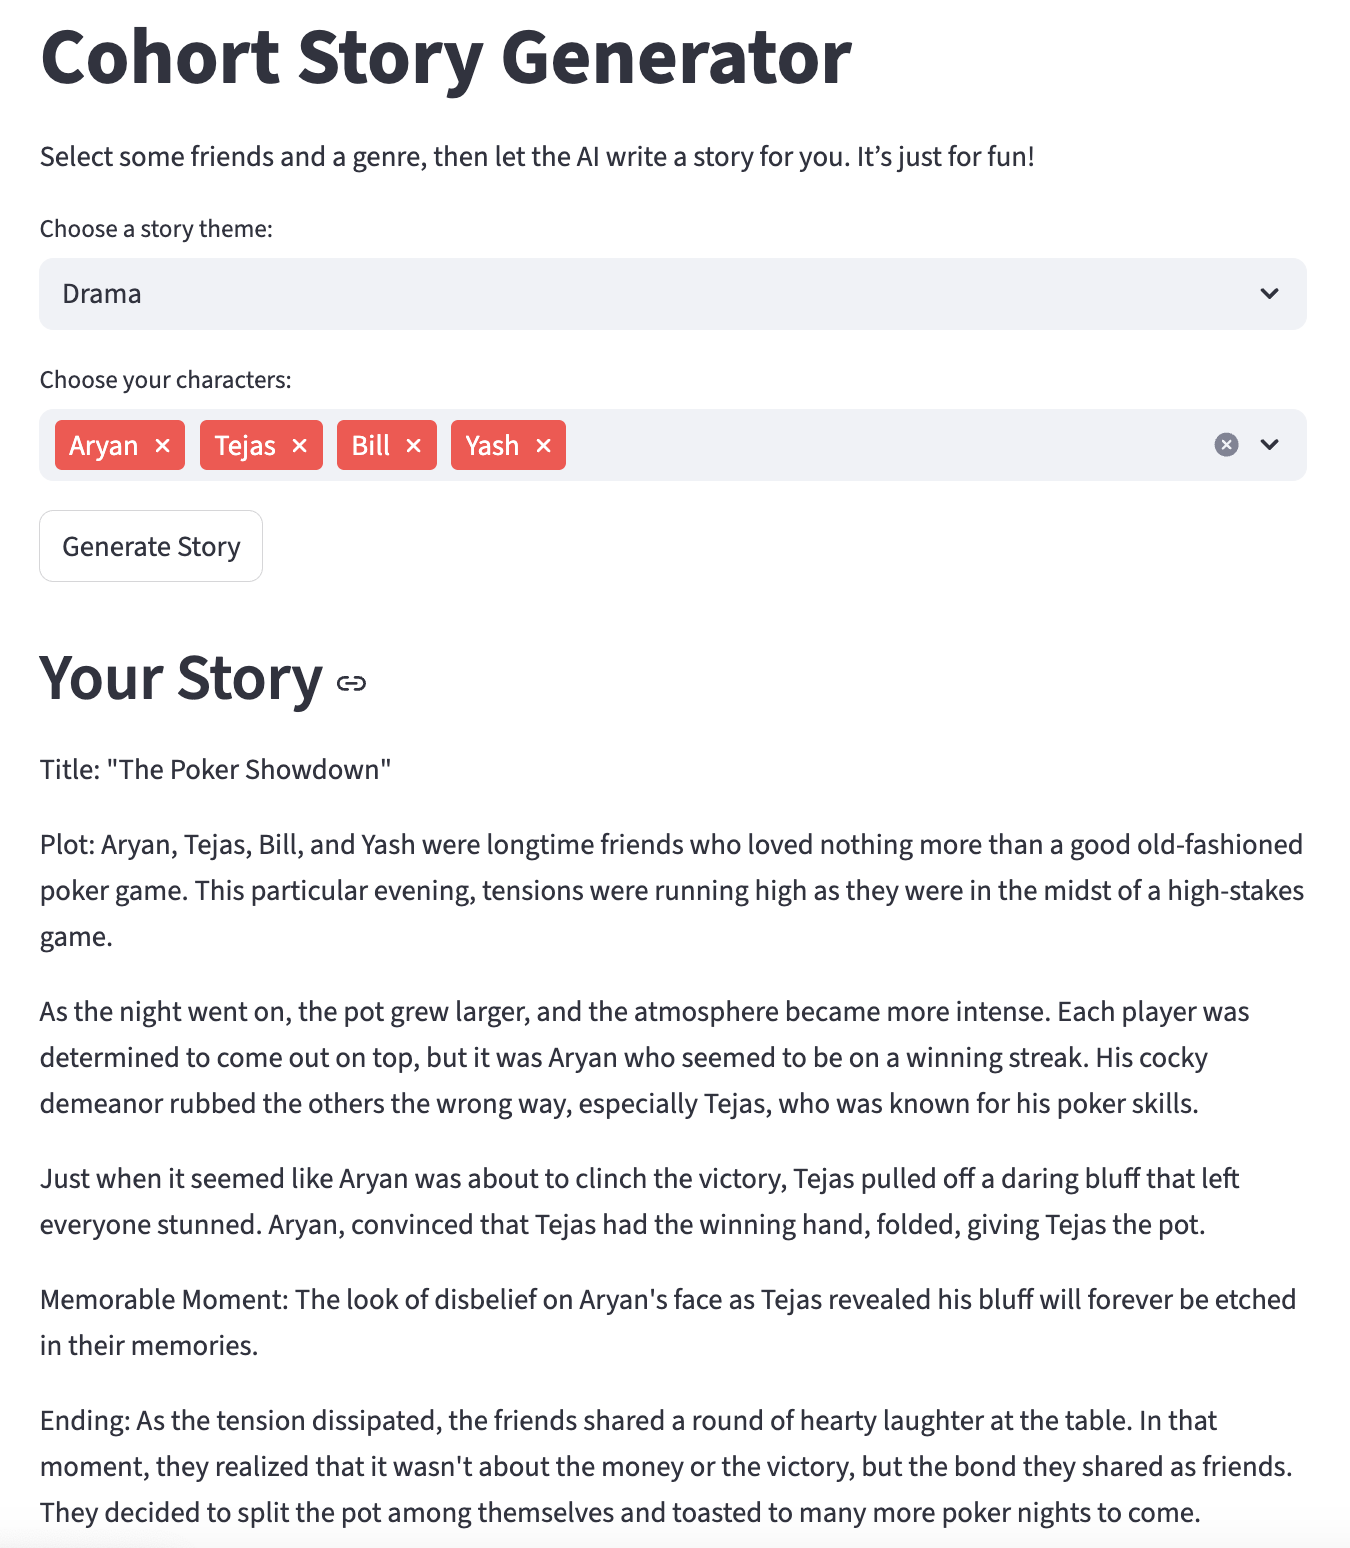 Cohort Story Generator
Select some friends and a genre, then let the AI write a story for you. It’s just for fun!
Choose a story theme:
Drama
Choose your characters:
Aryan × Tejas × Bill × Yash ×
Generate Story
Your Story
Title: "The Poker Showdown"
Plot: Aryan, Tejas, Bill, and Yash were longtime friends who loved nothing more than a good old-fashioned
poker game. This particular evening, tensions were running high as they were in the midst of a high-stakes
game.
As the night went on, the pot grew larger, and the atmosphere became more intense. Each player was
determined to come out on top, but it was Aryan who seemed to be on a winning streak. His cocky
demeanor rubbed the others the wrong way, especially Tejas, who was known for his poker skills.
Just when it seemed like Aryan was about to clinch the victory, Tejas pulled off a daring bluff that left
everyone stunned. Aryan, convinced that Tejas had the winning hand, folded, giving Tejas the pot.
Memorable Moment: The look of disbelief on Aryan's face as Tejas revealed his bluff will forever be etched
in their memories.
Ending: As the tension dissipated, the friends shared a round of hearty laughter at the table. In that
moment, they realized that it wasn't about the money or the victory, but the bond they shared as friends.
They decided to split the pot among themselves and toasted to many more poker nights to come.